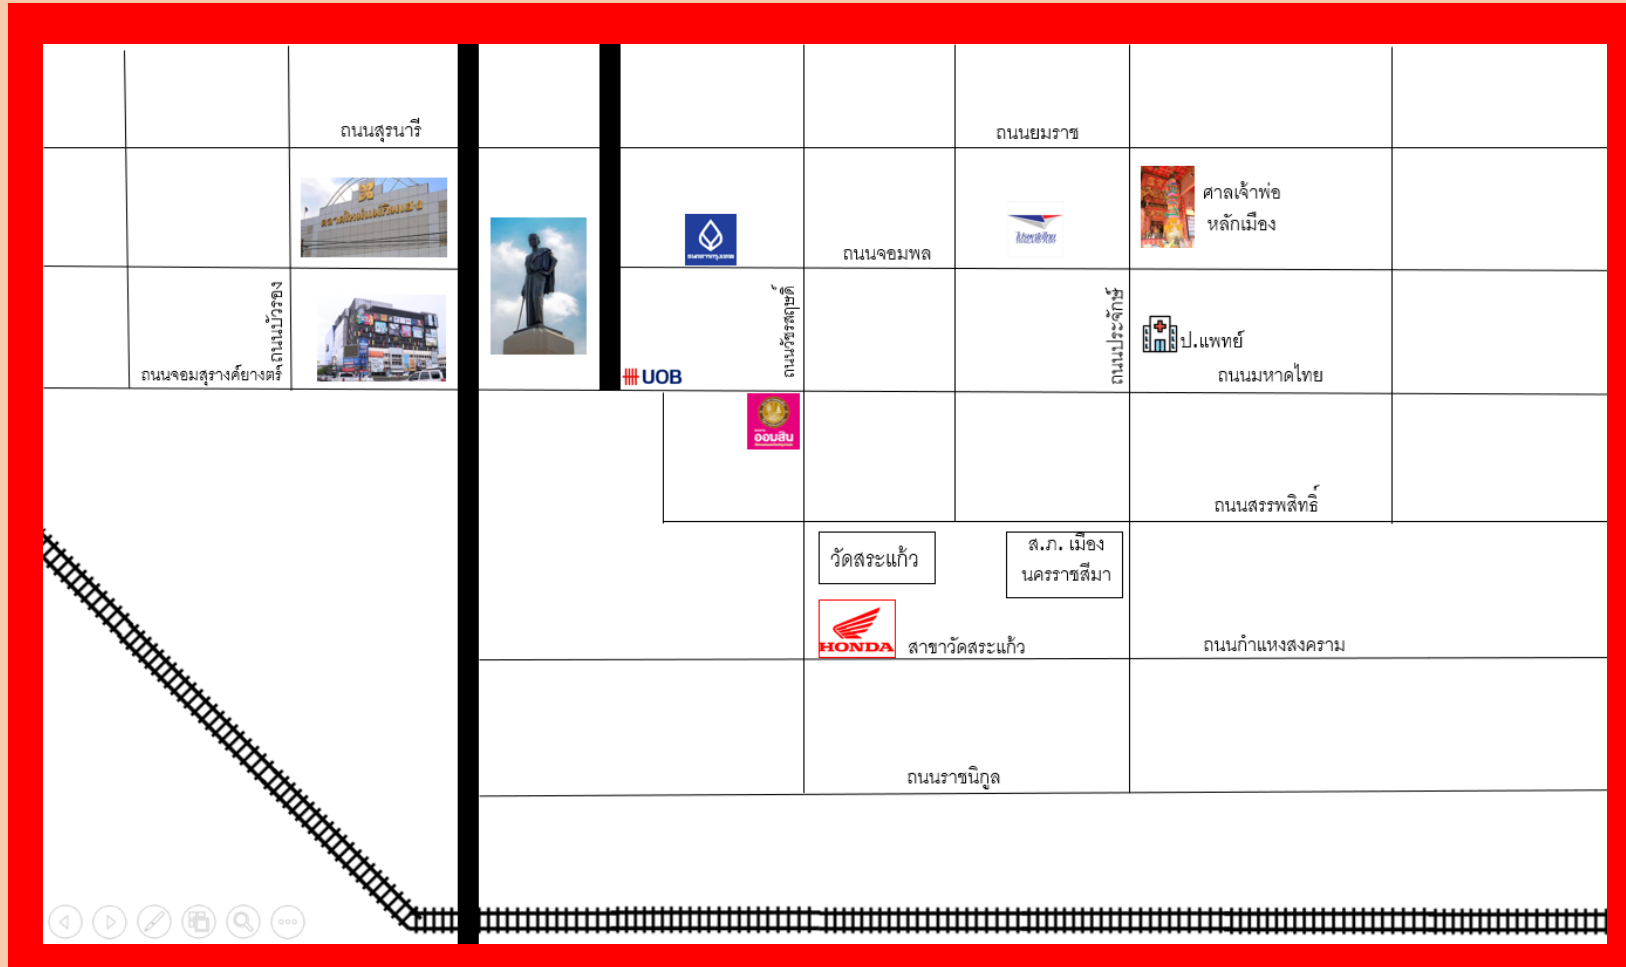 ถนนสุรนารี
ถนนยมราช
ศาลเจ้าพ่อ
หลักเมือง
ถนนจอมพล
ถนนบัวรอง
ถนนวัชรสฤษดิ์
ถนนประจักษ์
ป.แพทย์
ถนนจอมสุรางค์ยางตรี
UOB
ถนนมหาดไทย
ออมสิน
ถนนสรรพสิทธิ์
วัดสระแก้ว
ส.ภ. เมือง
นครราชสีมา
HONDA
สาขาวัดสระแก้ว
ถนนกำแหงสงคราม
ถนนราชนิกูล